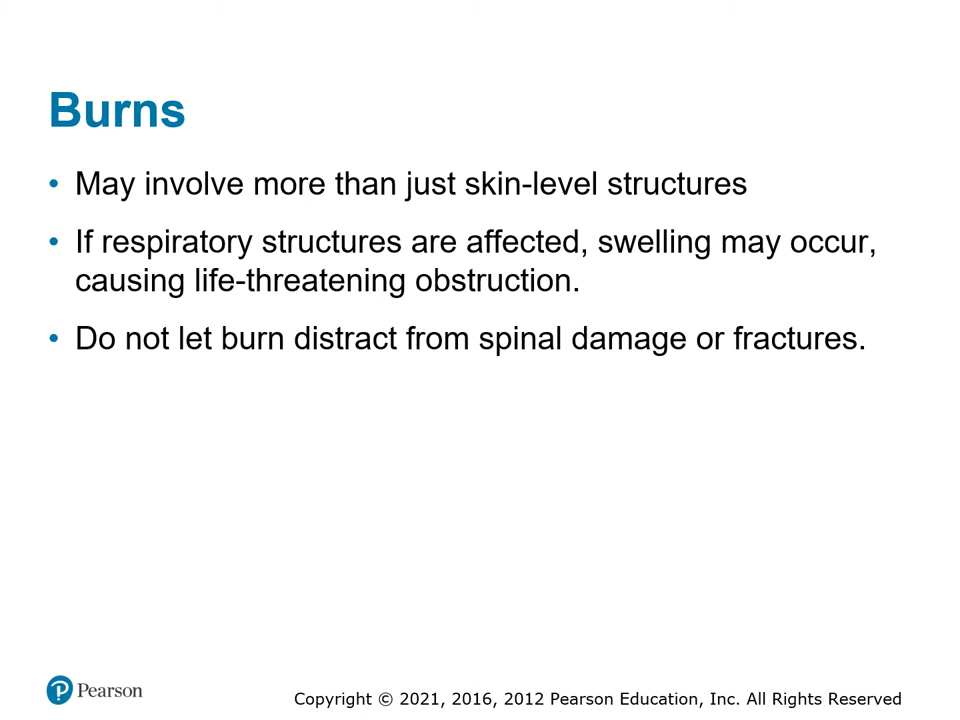 Burns
• May involve more than just skin-level structures
• If respiratory structures are affected, swelling may occur,
causing life-threatening obstruction.
• Do not let burn distract from spinal damage or fractures.
Pearson
Copyright © 2021, 2016, 2012 Pearson Education, Inc. All Rights Reserved